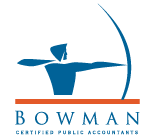 BOWMAN
CERTIFIED PUBLIC ACCOUNTANTS